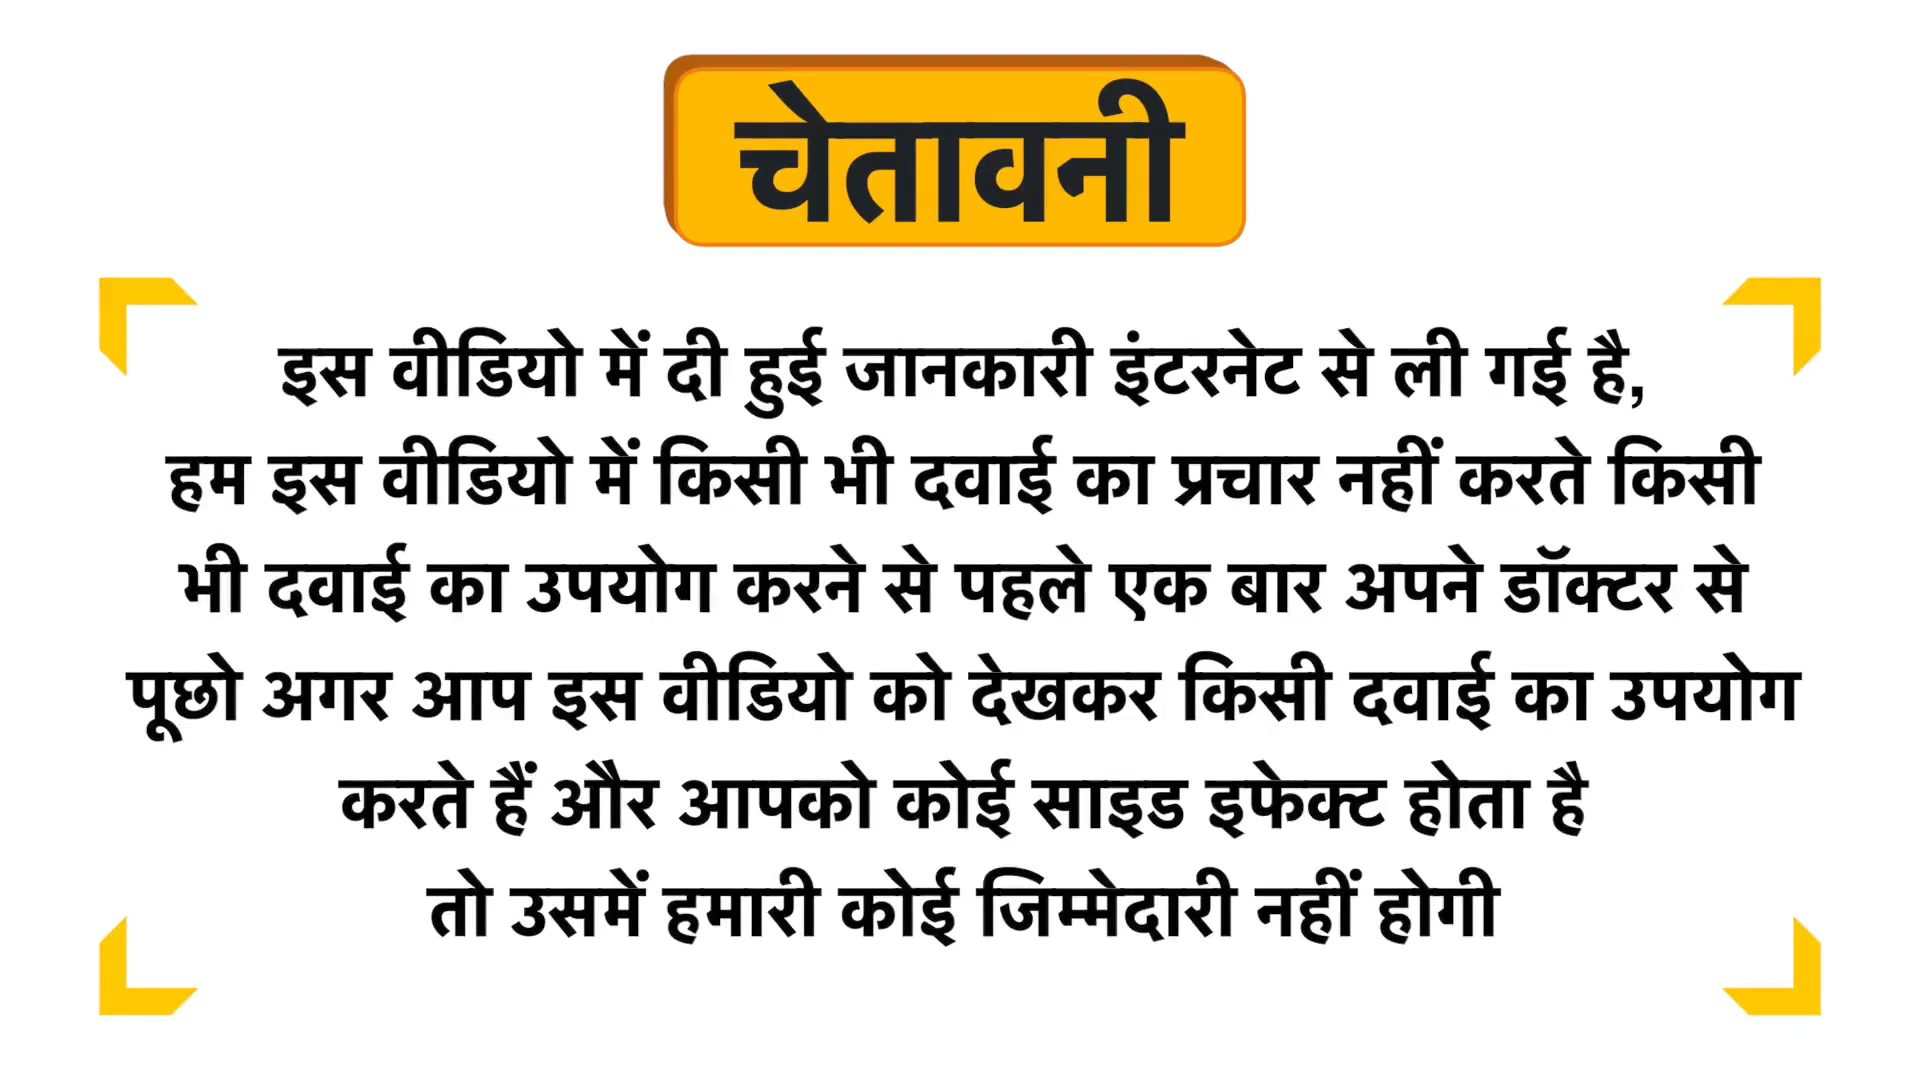 चेतावनी
इस वीडियो में दी हुई जानकारी इंटरनेट से ली गई है,
हम इस वीडियो में किसी भी दवाई का प्रचार नहीं करते किसी
भी दवाई का उपयोग करने से पहले एक बार अपने डॉक्टर से
पूछो अगर आप इस वीडियो को देखकर किसी दवाई का उपयोग
करते हैं और आपको कोई साइड इफेक्ट होता है
तो उसमें हमारी कोई जिम्मेदारी नहीं होगी